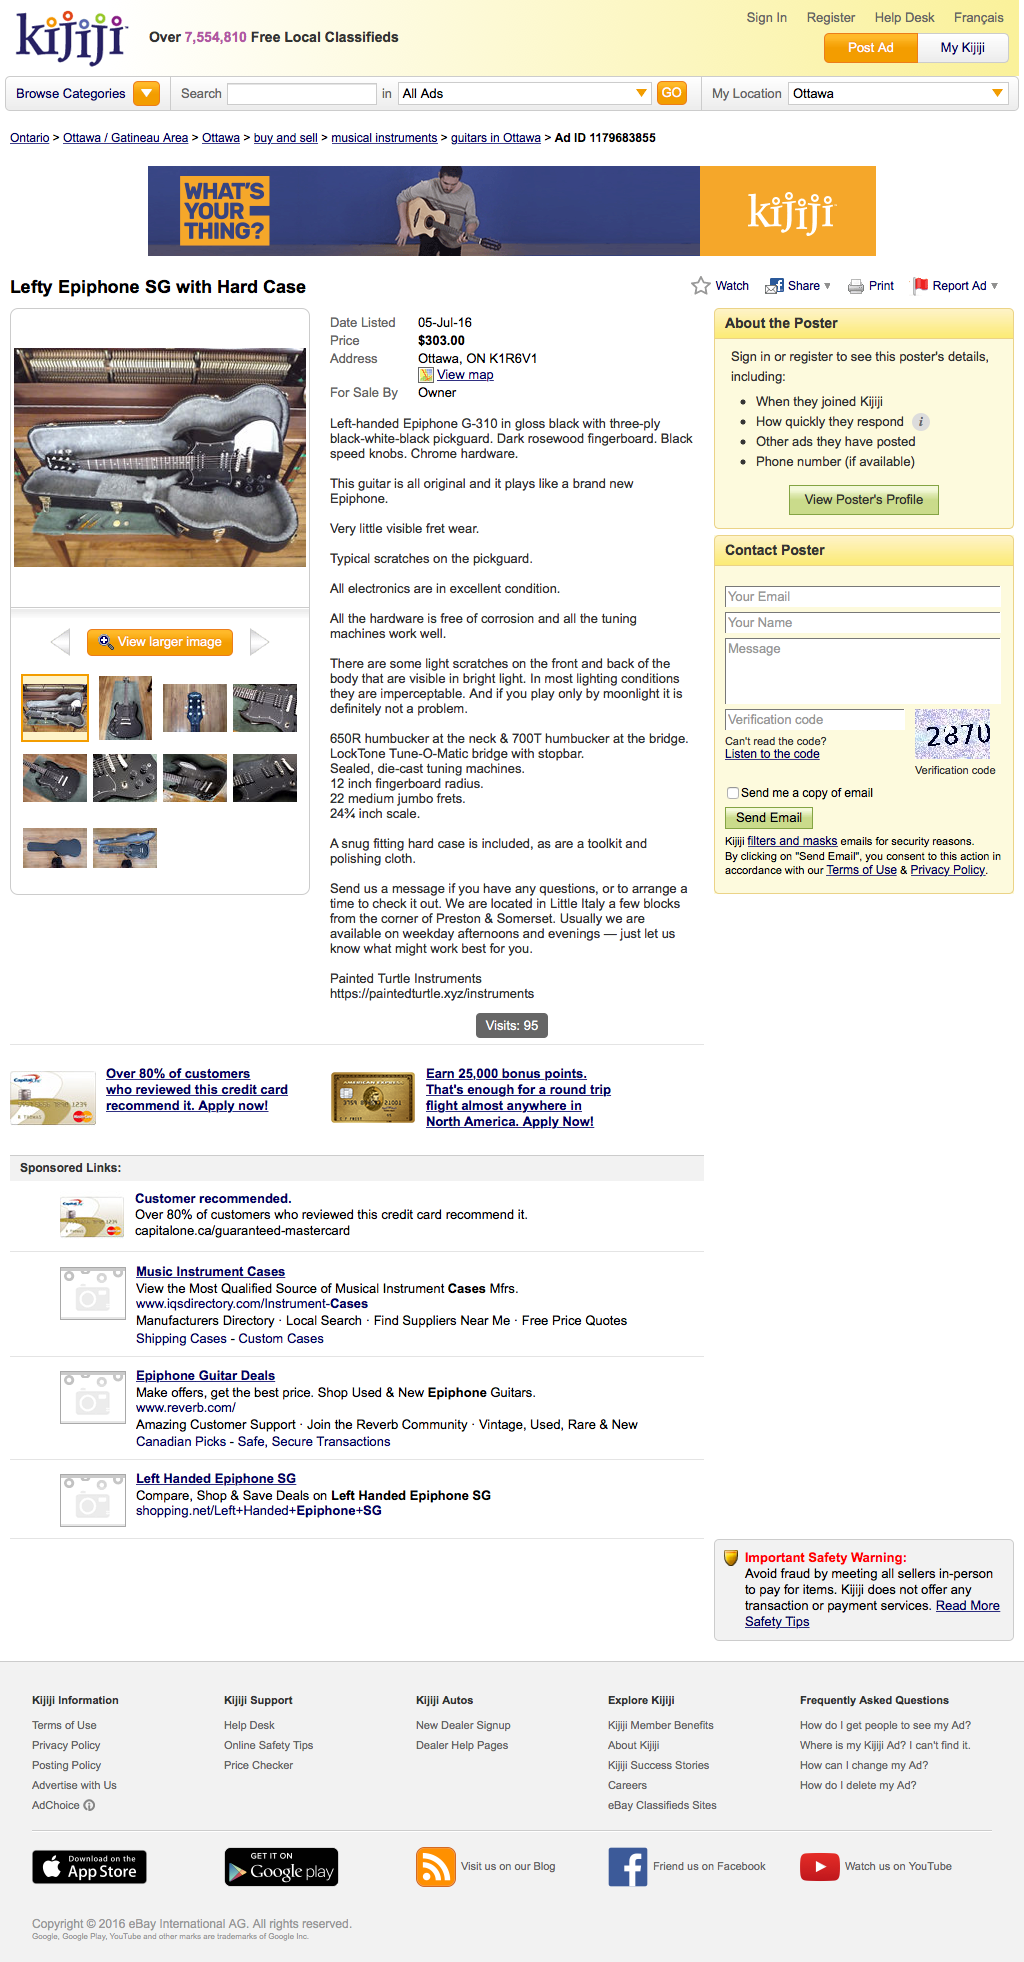 kijiji
Over 7,554,810 Free Local Classifieds
Sign In Register Help Desk Français
Post Ad My Kijiji
Browse Categories Search in All Ads GO My Location Ottawa
Ontario > Ottawa / Gatineau Area > Ottawa > buy and sell > musical instruments > guitars in Ottawa > Ad ID 1179683855
WHAT'S
YOUR
THING?
kijiji
Lefty Epiphone SG with Hard Case
Watch Share Print Report Ad
Date Listed 05-Jul-16
Price $303.00
Address Ottawa, ON K1R6V1
View map
For Sale By Owner
Left-handed Epiphone G-310 in gloss black with three-ply
black-white-black pickguard. Dark rosewood fingerboard. Black
speed knobs. Chrome hardware.
This guitar is all original and it plays like a brand new
Epiphone.
Very little visible fret wear.
Typical scratches on the pickguard.
All electronics are in excellent condition.
All the hardware is free of corrosion and all the tuning
machines work well.
There are some light scratches on the front and back of the
body that are visible in bright light. In most lighting conditions
they are imperceptable. And if you play only by moonlight it is
definitely not a problem.
650R humbucker at the neck & 700T humbucker at the bridge.
LockTone Tune-O-Matic bridge with stopbar.
Sealed, die-cast tuning machines.
12 inch fingerboard radius.
22 medium jumbo frets.
24¾ inch scale.
A snug fitting hard case is included, as are a toolkit and
polishing cloth.
Send us a message if you have any questions, or to arrange a
time to check it out. We are located in Little Italy a few blocks
from the corner of Preston & Somerset. Usually we are
available on weekday afternoons and evenings — just let us
know what might work best for you.
Painted Turtle Instruments
https://paintedturtle.xyz/instruments
Visits: 95
View larger image
About the Poster
Sign in or register to see this poster's details,
including:
• When they joined Kijiji
• How quickly they respond i
• Other ads they have posted
• Phone number (if available)
View Poster's Profile
Contact Poster
Your Email
Your Name
Message
Verification code
2870
Can't read the code?
Listen to the code
Verification code
Send me a copy of email
Send Email
Kijiji filters and masks emails for security reasons.
By clicking on "Send Email", you consent to this action in
accordance with our Terms of Use & Privacy Policy.
Over 80% of customers
who reviewed this credit card
recommend it. Apply now!
AMERICAN EXPRESS
Earn 25,000 bonus points.
That's enough for a round trip
flight almost anywhere in
North America. Apply Now!
Sponsored Links:
Customer recommended.
Over 80% of customers who reviewed this credit card recommend it.
capitalone.ca/guaranteed-mastercard
Music Instrument Cases
View the Most Qualified Source of Musical Instrument Cases Mfrs.
www.iqsdirectory.com/Instrument-Cases
Manufacturers Directory · Local Search · Find Suppliers Near Me · Free Price Quotes
Shipping Cases - Custom Cases
Epiphone Guitar Deals
Make offers, get the best price. Shop Used & New Epiphone Guitars.
www.reverb.com/
Amazing Customer Support · Join the Reverb Community · Vintage, Used, Rare & New
Canadian Picks - Safe, Secure Transactions
Left Handed Epiphone SG
Compare, Shop & Save Deals on Left Handed Epiphone SG
shopping.net/Left+Handed+Epiphone+SG
Important Safety Warning:
Avoid fraud by meeting all sellers in-person
to pay for items. Kijiji does not offer any
transaction or payment services. Read More
Safety Tips
Kijiji Information
Terms of Use
Privacy Policy
Posting Policy
Advertise with Us
AdChoice
Kijiji Support
Help Desk
Online Safety Tips
Price Checker
Kijiji Autos
New Dealer Signup
Dealer Help Pages
Explore Kijiji
Kijiji Member Benefits
About Kijiji
Kijiji Success Stories
Careers
eBay Classifieds Sites
Frequently Asked Questions
How do I get people to see my Ad?
Where is my Kijiji Ad? I can't find it.
How can I change my Ad?
How do I delete my Ad?
Download on the
App Store
GET IT ON
Google play
Visit us on our Blog
Friend us on Facebook
Watch us on YouTube
Copyright © 2016 eBay International AG. All rights reserved.
Google, Google Play, YouTube and other marks are trademarks of Google Inc.